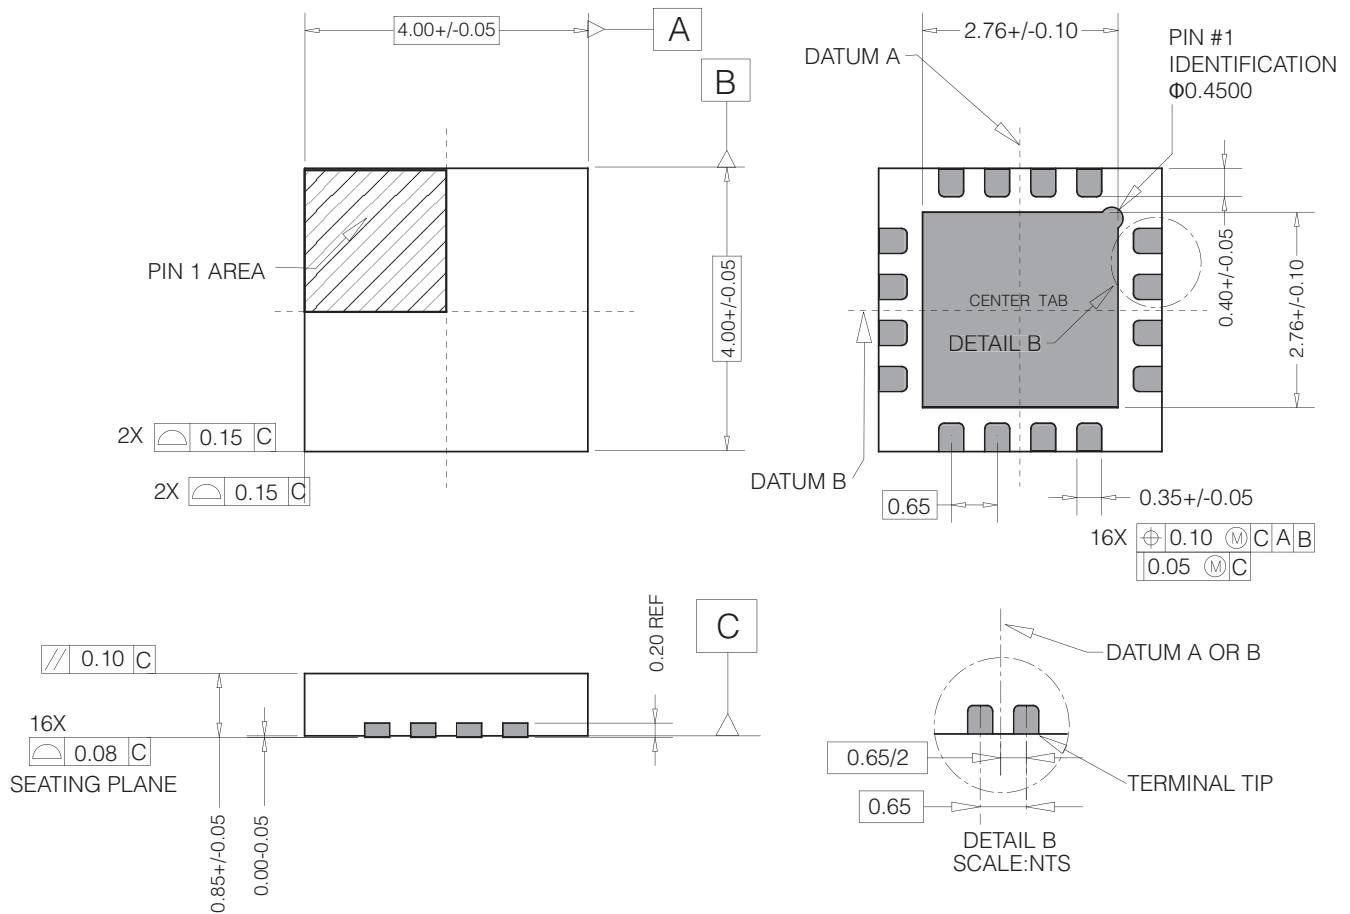 4.00+/-0.05
A
B
PIN 1 AREA
4.00+/-0.05
2X 0.15 C
2X 0.15 C
2.76+/-0.10
DATUM A
PIN #1
IDENTIFICATION
Φ0.4500
0.40+/-0.05
2.76+/-0.10
CENTER TAB
DETAIL B
DATUM B
0.65
0.35+/-0.05
16X ⌖ 0.10 Ⓜ C A B
0.05 Ⓜ C
// 0.10 C
16X
⌓ 0.08 C
SEATING PLANE
0.85+/-0.05
0.00-0.05
0.20 REF
C
DATUM A OR B
0.65/2
TERMINAL TIP
0.65
DETAIL B
SCALE:NTS